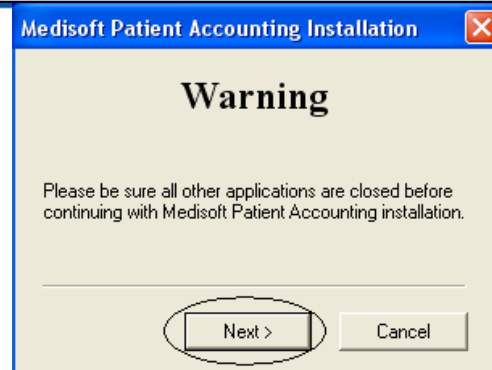 Medisoft Patient Accounting Installation
Warning
Please be sure all other applications are closed before
continuing with Medisoft Patient Accounting installation.
Next >
Cancel